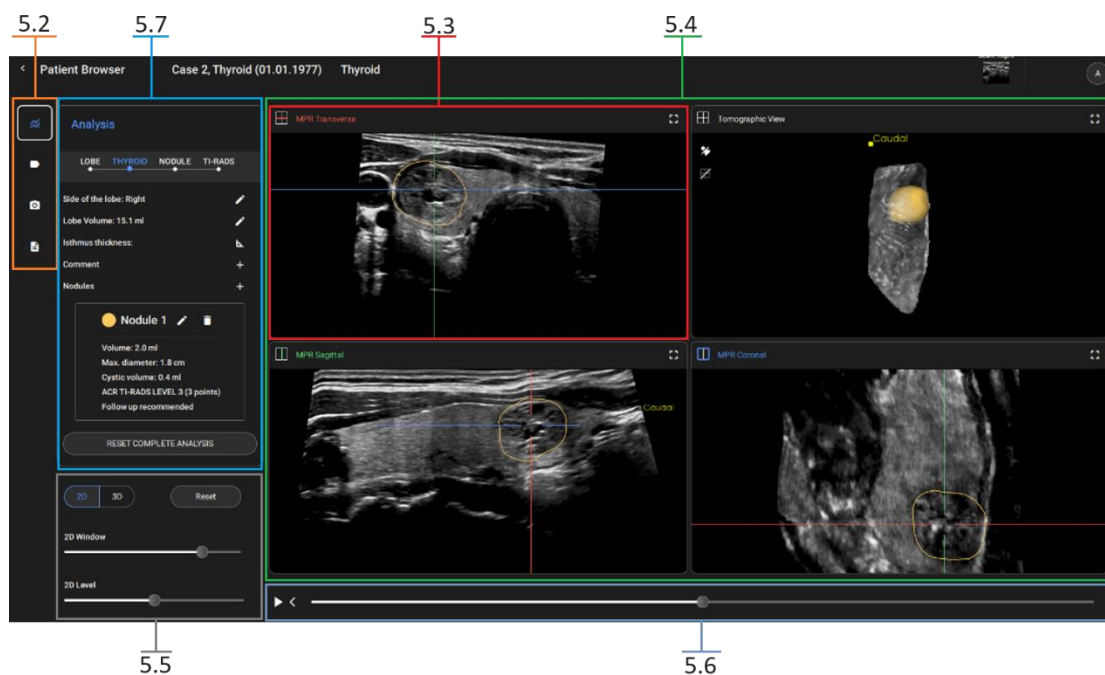 5.2
5.7
5.3
5.4
Patient Browser
Case 2, Thyroid (01.01.1977)
Thyroid
A
Analysis
LOBE THYROID NODULE TI-RADS
Side of the lobe: Right
Lobe Volume: 15.1 ml
Isthmus thickness:
Comment
Nodules
Nodule 1
Volume: 2.0 ml
Max. diameter: 1.8 cm
Cystic volume: 0.4 ml
ACR TI-RADS LEVEL 3 (3 points)
Follow up recommended
RESET COMPLETE ANALYSIS
2D 3D Reset
2D Window
2D Level
MPR Transverse
Tomographic View
Caudal
MPR Sagittal
Caudal
MPR Coronal
5.5
5.6